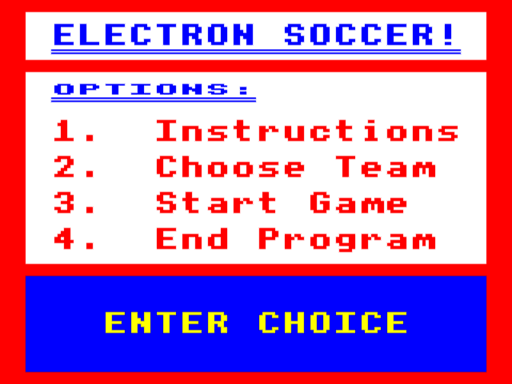 ELECTRON SOCCER!
OPTIONS:
1. Instructions
2. Choose Team
3. Start Game
4. End Program
ENTER CHOICE